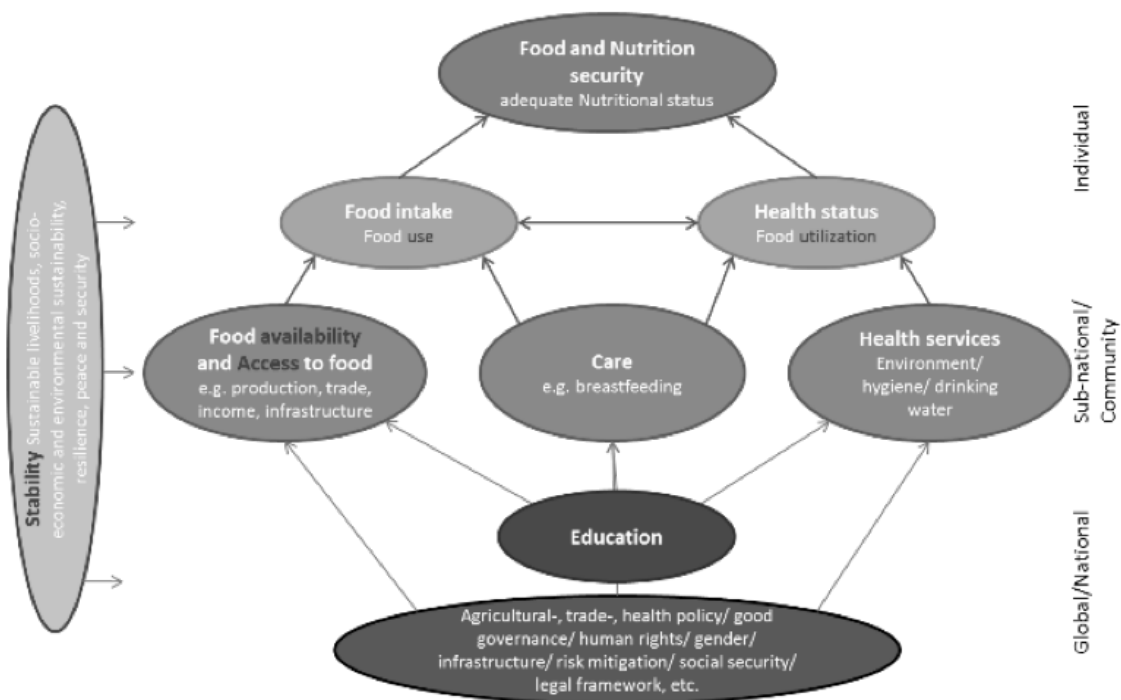 Food and Nutrition
security
adequate Nutritional status
Individual
Food intake
Food use
Health status
Food utilization
Stability Sustainable livelihoods, socio-
economic and environmental sustainability,
resilience, peace and security
Food availability
and Access to food
e.g. production, trade,
income, infrastructure
Care
e.g. breastfeeding
Health services
Environment/
hygiene/ drinking
water
Sub-national/
Community
Education
Global/National
Agricultural-, trade-, health policy/ good
governance/ human rights/ gender/
infrastructure/ risk mitigation/ social security/
legal framework, etc.